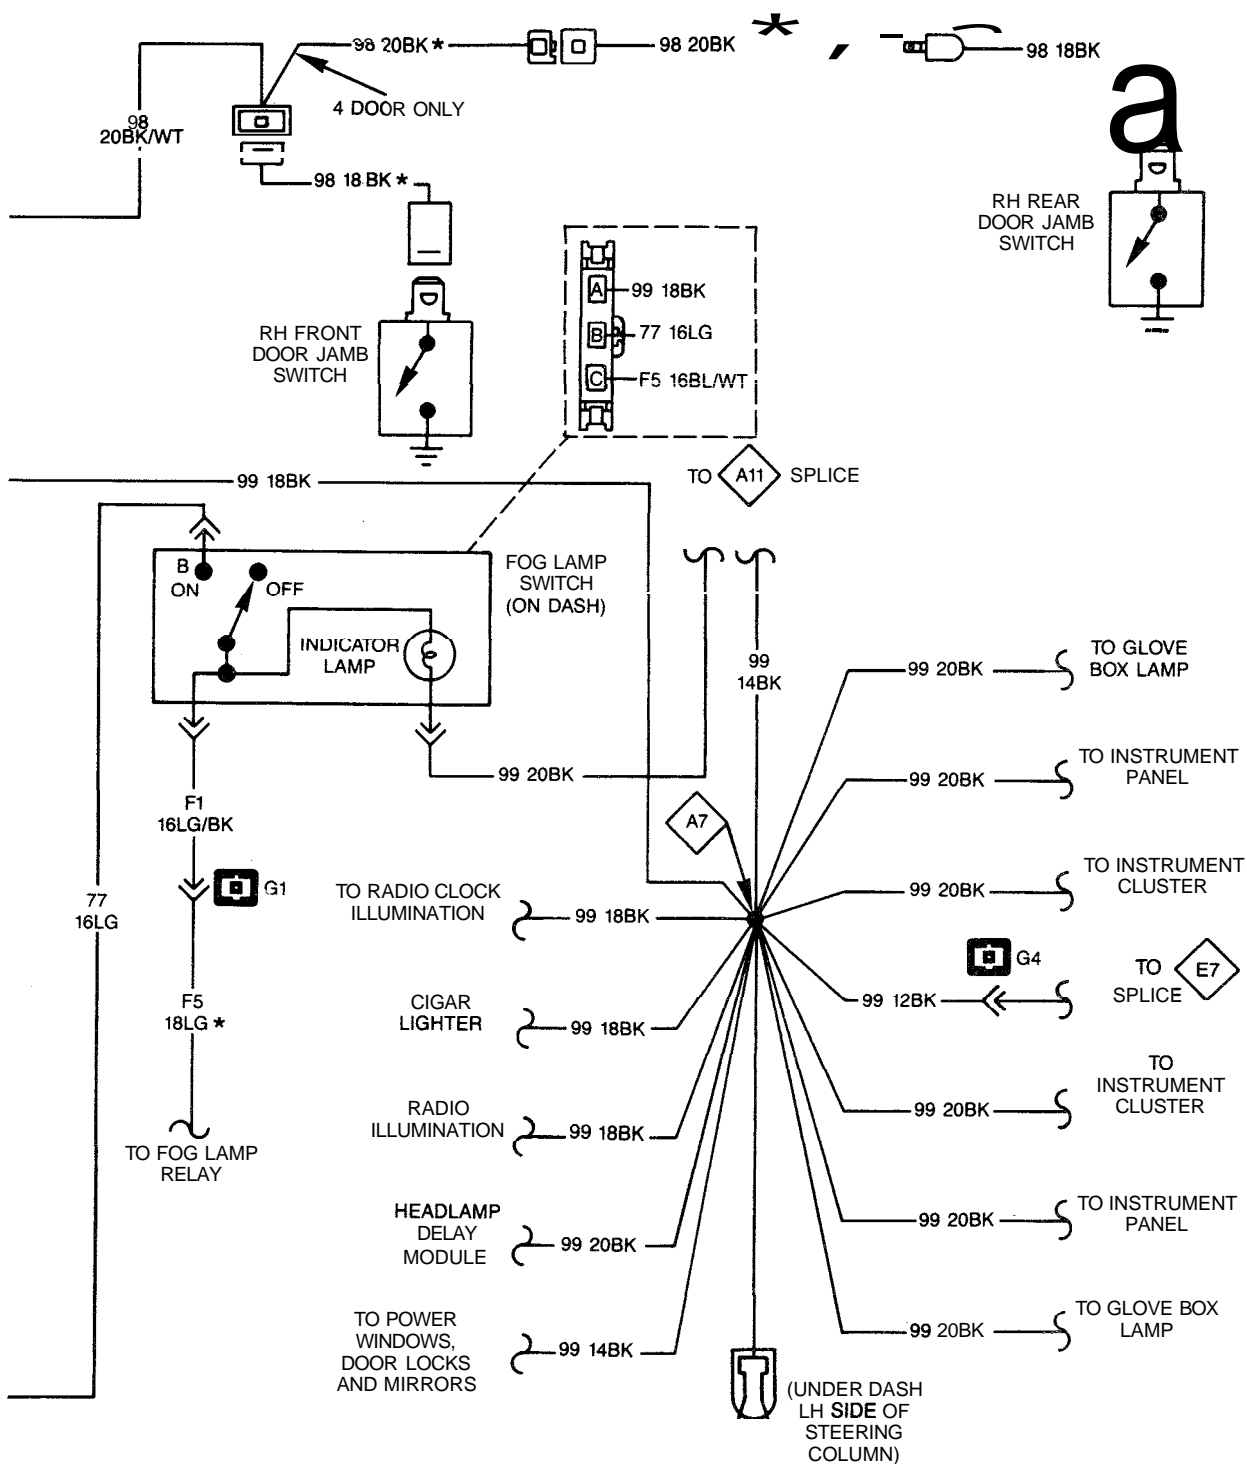 98 20BK *
98 20BK
*
,
98 18BK
4 DOOR ONLY
98
20BK/WT
a
98 18 BK *
RH REAR
DOOR JAMB
SWITCH
A
99 18BK
RH FRONT
DOOR JAMB
SWITCH
B
77 16LG
C
F5 16BL/WT
99 18BK
TO A11 SPLICE
B
ON
OFF
FOG LAMP
SWITCH
(ON DASH)
INDICATOR
LAMP
99
14BK
99 20BK
TO GLOVE
BOX LAMP
99 20BK
99 20BK
TO INSTRUMENT
PANEL
F1
16LG/BK
A7
G1
77
16LG
TO RADIO CLOCK
ILLUMINATION
99 18BK
99 20BK
TO INSTRUMENT
CLUSTER
F5
18LG *
CIGAR
LIGHTER
99 18BK
G4
99 12BK
TO
SPLICE
E7
TO FOG LAMP
RELAY
RADIO
ILLUMINATION
99 18BK
99 20BK
TO
INSTRUMENT
CLUSTER
HEADLAMP
DELAY
MODULE
99 20BK
99 20BK
TO INSTRUMENT
PANEL
TO POWER
WINDOWS,
DOOR LOCKS
AND MIRRORS
99 14BK
99 20BK
TO GLOVE BOX
LAMP
(UNDER DASH
LH SIDE OF
STEERING
COLUMN)